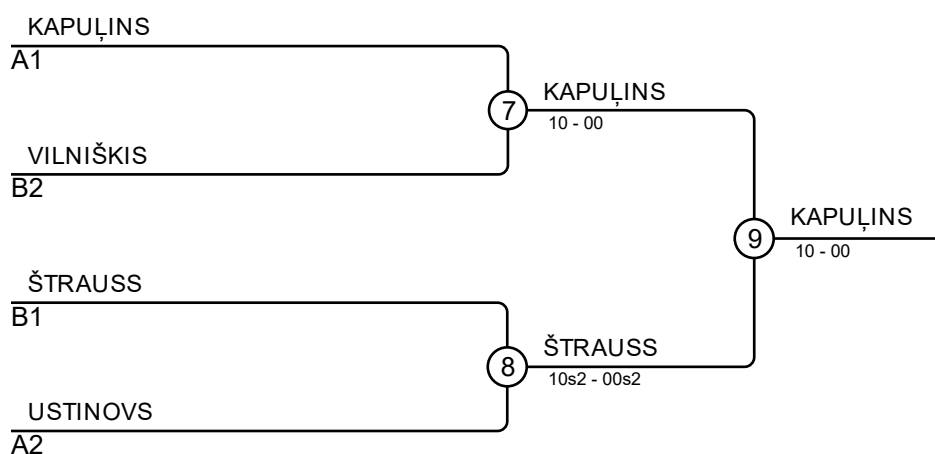 KAPUĻINS
A1
7
KAPUĻINS
10 - 00
VILNIŠKIS
B2
9
KAPUĻINS
10 - 00
ŠTRAUSS
B1
8
ŠTRAUSS
10s2 - 00s2
USTINOVS
A2